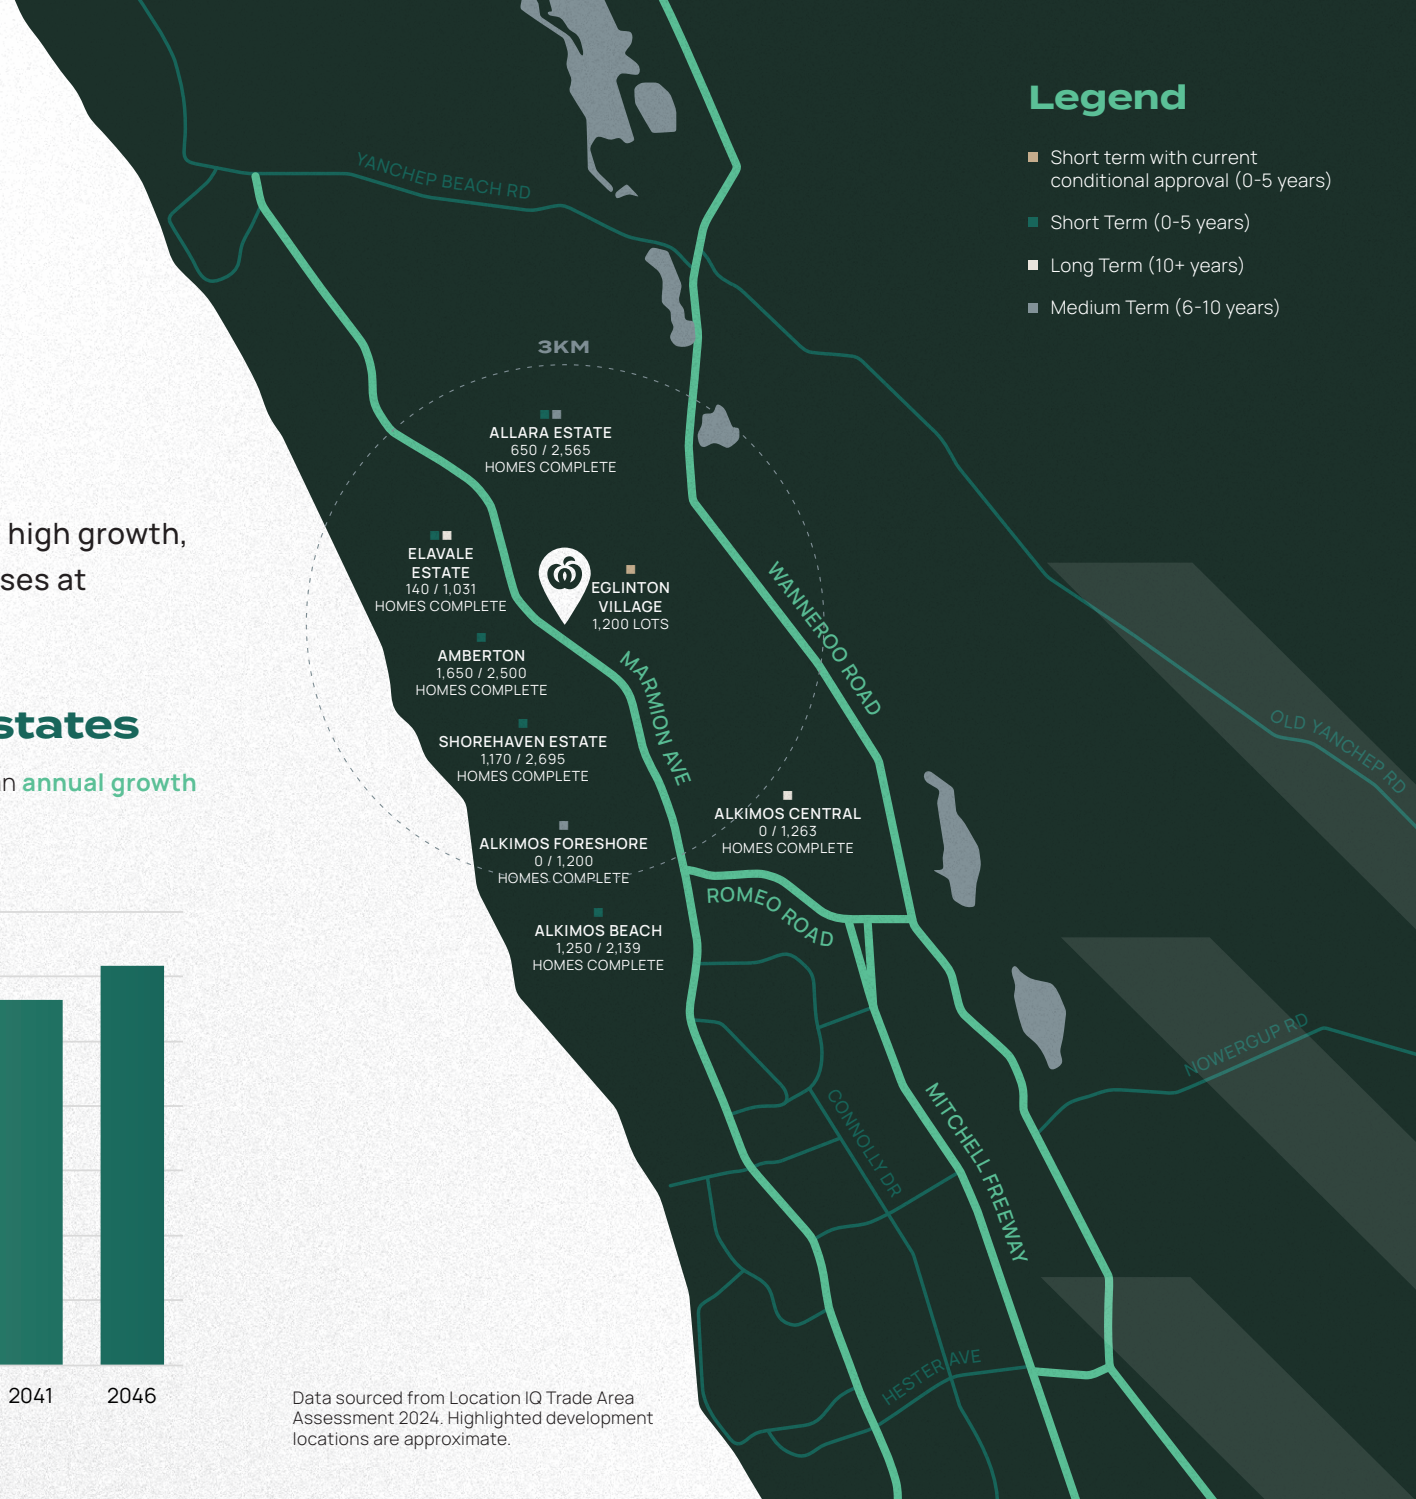 Legend
Short term with current
conditional approval (0-5 years)
Short Term (0-5 years)
Long Term (10+ years)
Medium Term (6-10 years)
YANCHEP BEACH RD
3KM
ALLARA ESTATE
650 / 2,565
HOMES COMPLETE
ELAVALE
ESTATE
140 / 1,031
HOMES COMPLETE
EGLINTON
VILLAGE
1,200 LOTS
AMBERTON
1,650 / 2,500
HOMES COMPLETE
SHOREHAVEN ESTATE
1,170 / 2,695
HOMES COMPLETE
ALKIMOS CENTRAL
0 / 1,263
HOMES COMPLETE
ALKIMOS FORESHORE
0 / 1,200
HOMES COMPLETE
ALKIMOS BEACH
1,250 / 2,139
HOMES COMPLETE
WANNEROO ROAD
MARMION AVE
ROMEO ROAD
OLD YANCHEP RD
NOWERGUP RD
CONNOLLY DR
MITCHELL FREEWAY
HESTER AVE
high growth,
ses at
states
n annual growth
2041
2046
Data sourced from Location IQ Trade Area
Assessment 2024. Highlighted development
locations are approximate.